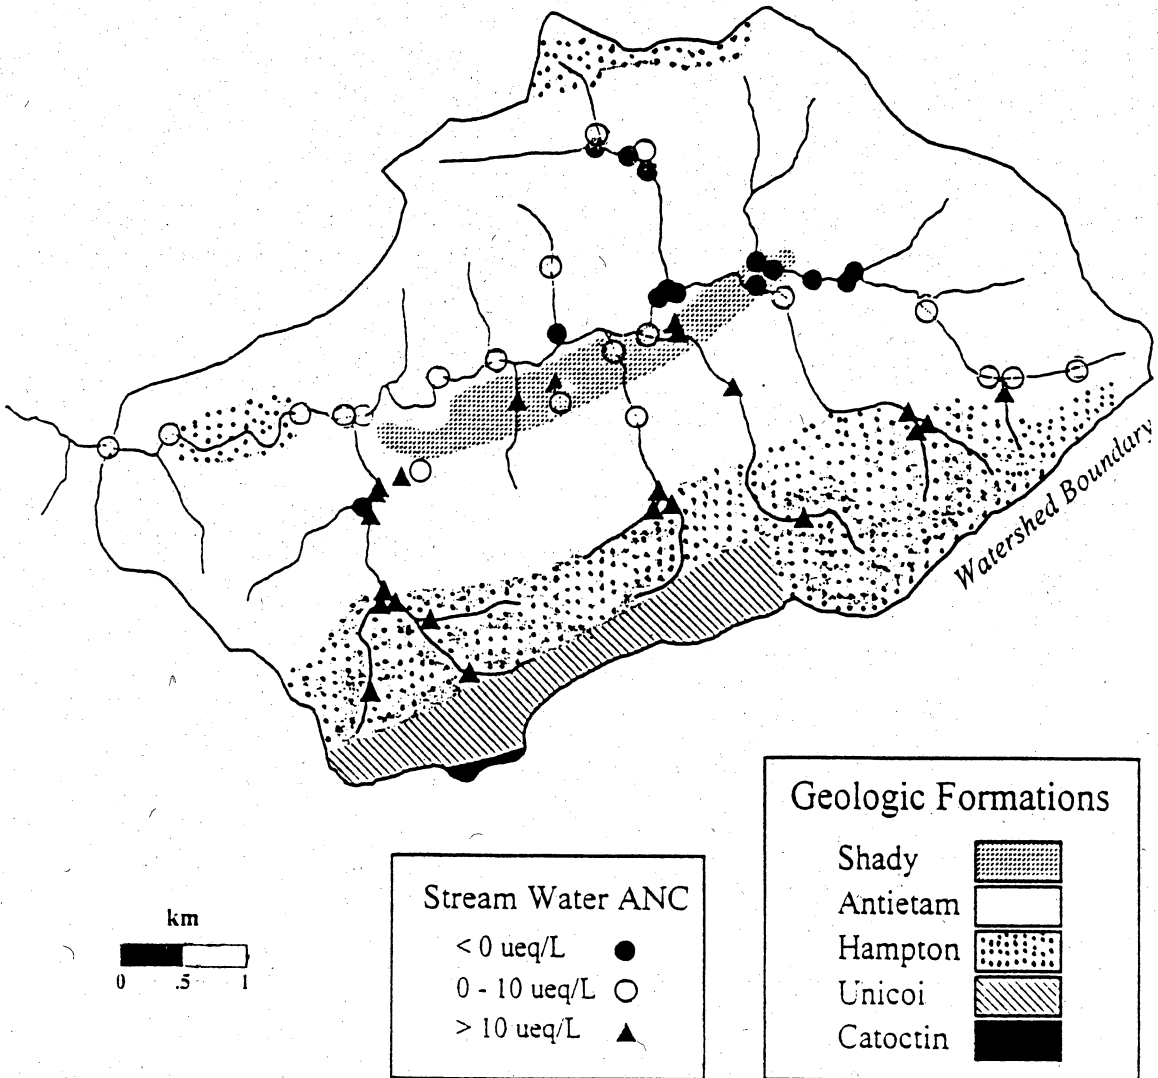 Watershed Boundary
Geologic Formations
Shady
Antietam
Hampton
Unicoi
Catoctin
Stream Water ANC
< 0 ueq/L
0 - 10 ueq/L
> 10 ueq/L
km
0 .5 1